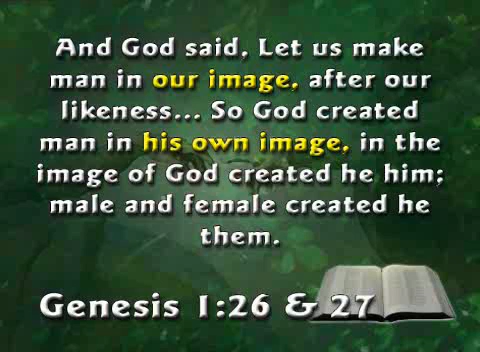 And God said, Let us make
man in our image, after our
likeness... So God created
man in his own image, in the
image of God created he him;
male and female created he
them.
Genesis 1:26 & 27